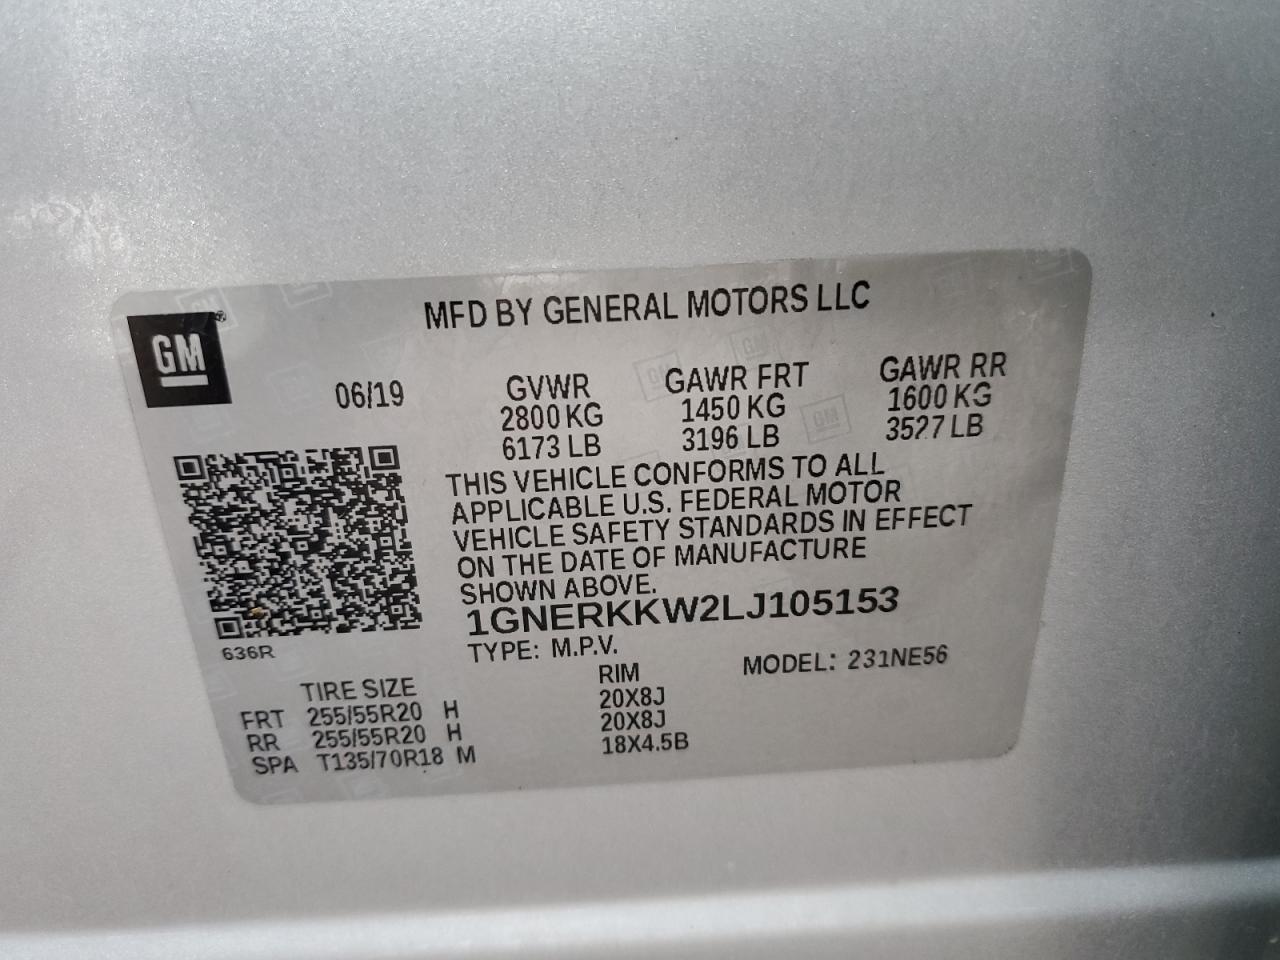 MFD BY GENERAL MOTORS LLC
GM®
06/19 GVWR GAWR FRT GAWR RR
2800 KG 1450 KG 1600 KG
6173 LB 3196 LB 3527 LB
THIS VEHICLE CONFORMS TO ALL
APPLICABLE U.S. FEDERAL MOTOR
VEHICLE SAFETY STANDARDS IN EFFECT
ON THE DATE OF MANUFACTURE
SHOWN ABOVE.
1GNERKKW2LJ105153
636R
TYPE: M.P.V. MODEL: 231NE56
TIRE SIZE RIM
FRT 255/55R20 H 20X8J
RR 255/55R20 H 20X8J
SPA T135/70R18 M 18X4.5B